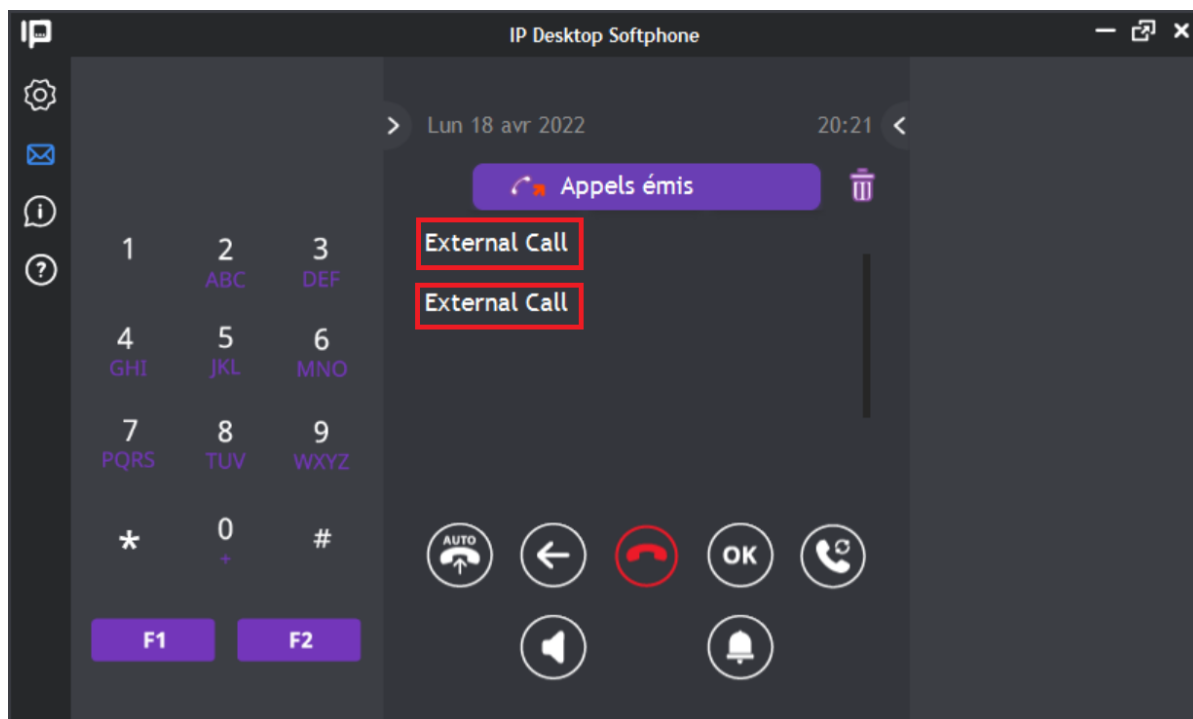 IP Desktop Softphone
Lun 18 avr 2022 20:21
Appels émis
External Call
External Call
1 2 3
ABC DEF
4 5 6
GHI JKL MNO
7 8 9
PQRS TUV WXYZ
* 0 #
+
AUTO OK
F1 F2